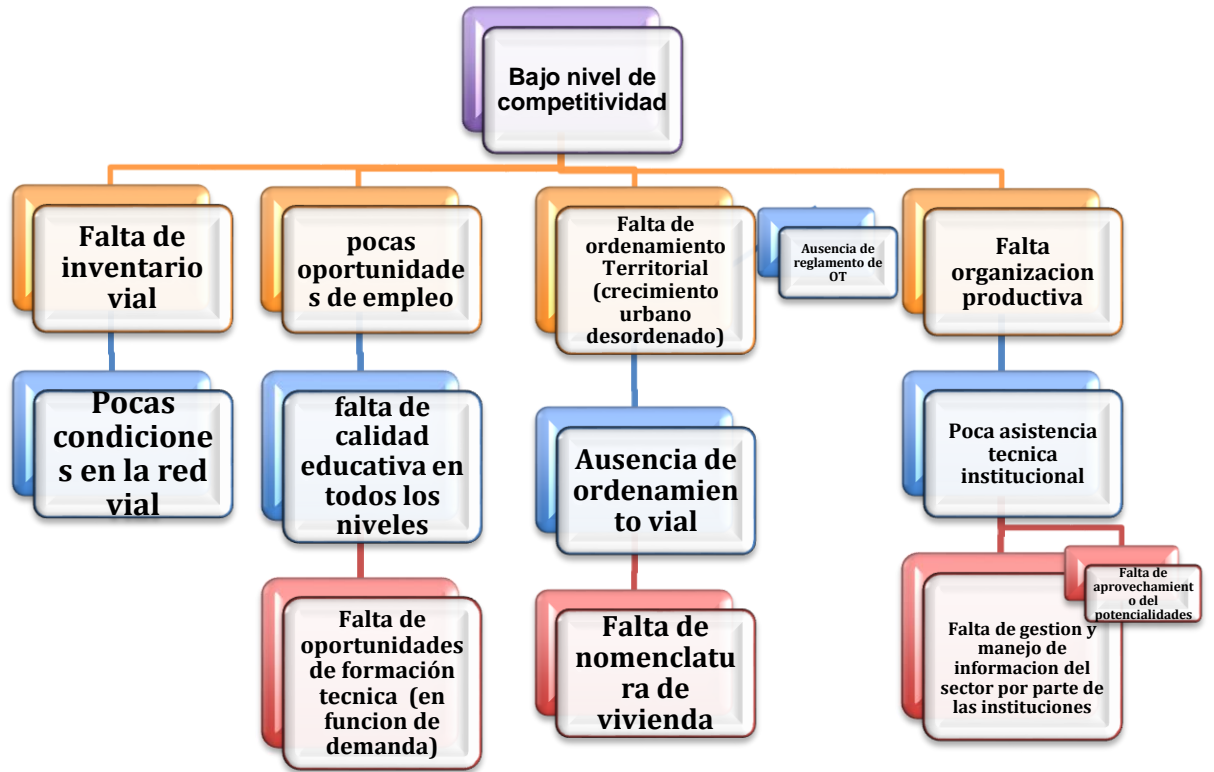 Bajo nivel de
competitividad
Falta de
inventario
vial
pocas
oportunidade
s de empleo
Falta de
ordenamiento
Territorial
(crecimiento
urbano
desordenado)
Ausencia de
reglamento de
OT
Falta
organizacion
productiva
Pocas
condicione
s en la red
vial
falta de
calidad
educativa en
todos los
niveles
Ausencia de
ordenamien
to vial
Poca asistencia
tecnica
institucional
Falta de
oportunidades
de formación
tecnica (en
funcion de
demanda)
Falta de
nomenclatu
ra de
vivienda
Falta de gestion y
manejo de
informacion del
sector por parte de
las instituciones
Falta de
aprovechamient
o del
potencialidades